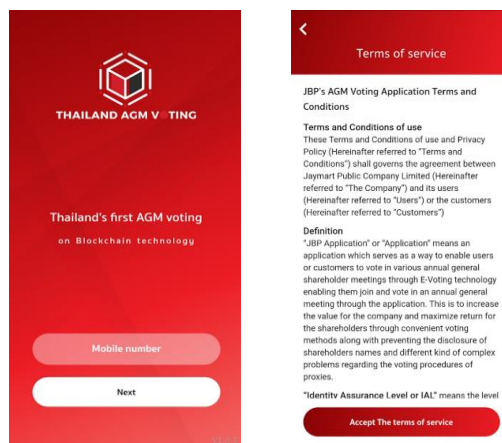 THAILAND AGM VOTING
Thailand's first AGM voting
on Blockchain technology
Mobile number
Next
Terms of service
JBP's AGM Voting Application Terms and
Conditions
Terms and Conditions of use
These Terms and Conditions of use and Privacy
Policy (Hereinafter referred to "Terms and
Conditions") shall governs the agreement between
Jaymart Public Company Limited (Hereinafter
referred to "The Company") and its users
(Hereinafter referred to "Users") or the customers
(Hereinafter referred to "Customers")
Definition
"JBP Application" or "Application" means an
application which serves as a way to enable users
or customers to vote in various annual general
shareholder meetings through E-Voting technology
enabling them join and vote in an annual general
meeting through the application. This is to increase
the value for the company and maximize return for
the shareholders through convenient voting
methods along with preventing the disclosure of
shareholders names and different kind of complex
problems regarding the voting procedures of
proxies.
"Identity Assurance Level or IAL" means the level
Accept The terms of service